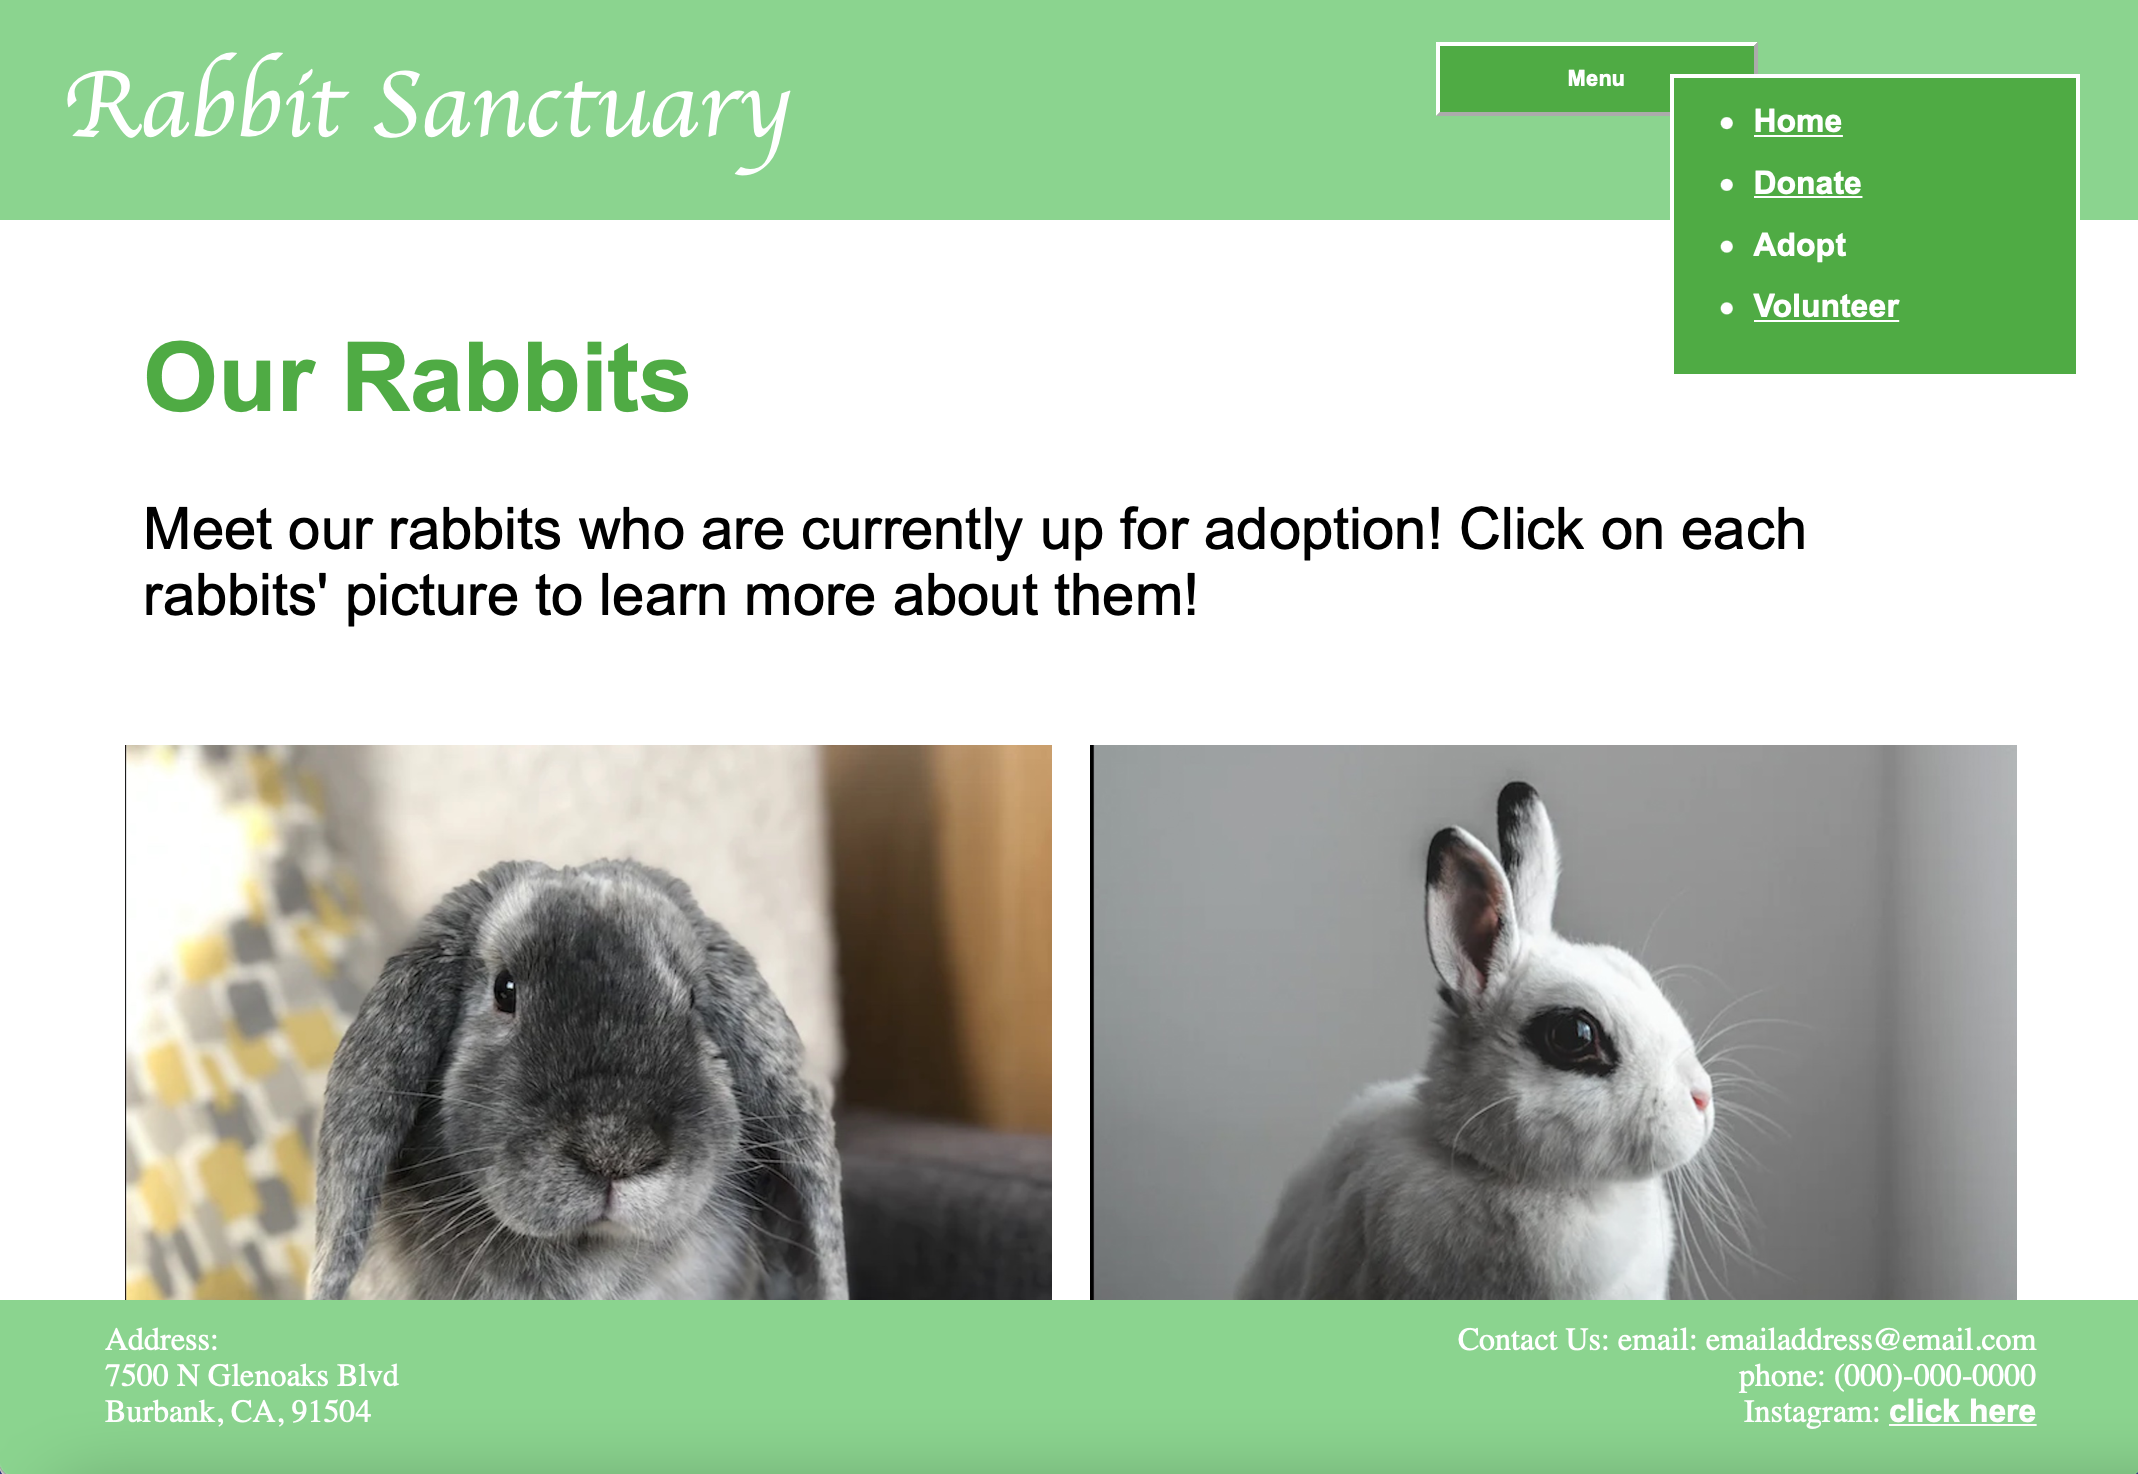 Rabbit Sanctuary
Menu
Home
Donate
Adopt
Volunteer
Our Rabbits
Meet our rabbits who are currently up for adoption! Click on each
rabbits' picture to learn more about them!
Address:
7500 N Glenoaks Blvd
Burbank, CA, 91504
Contact Us: email: emailaddress@email.com
phone: (000)-000-0000
Instagram: click here